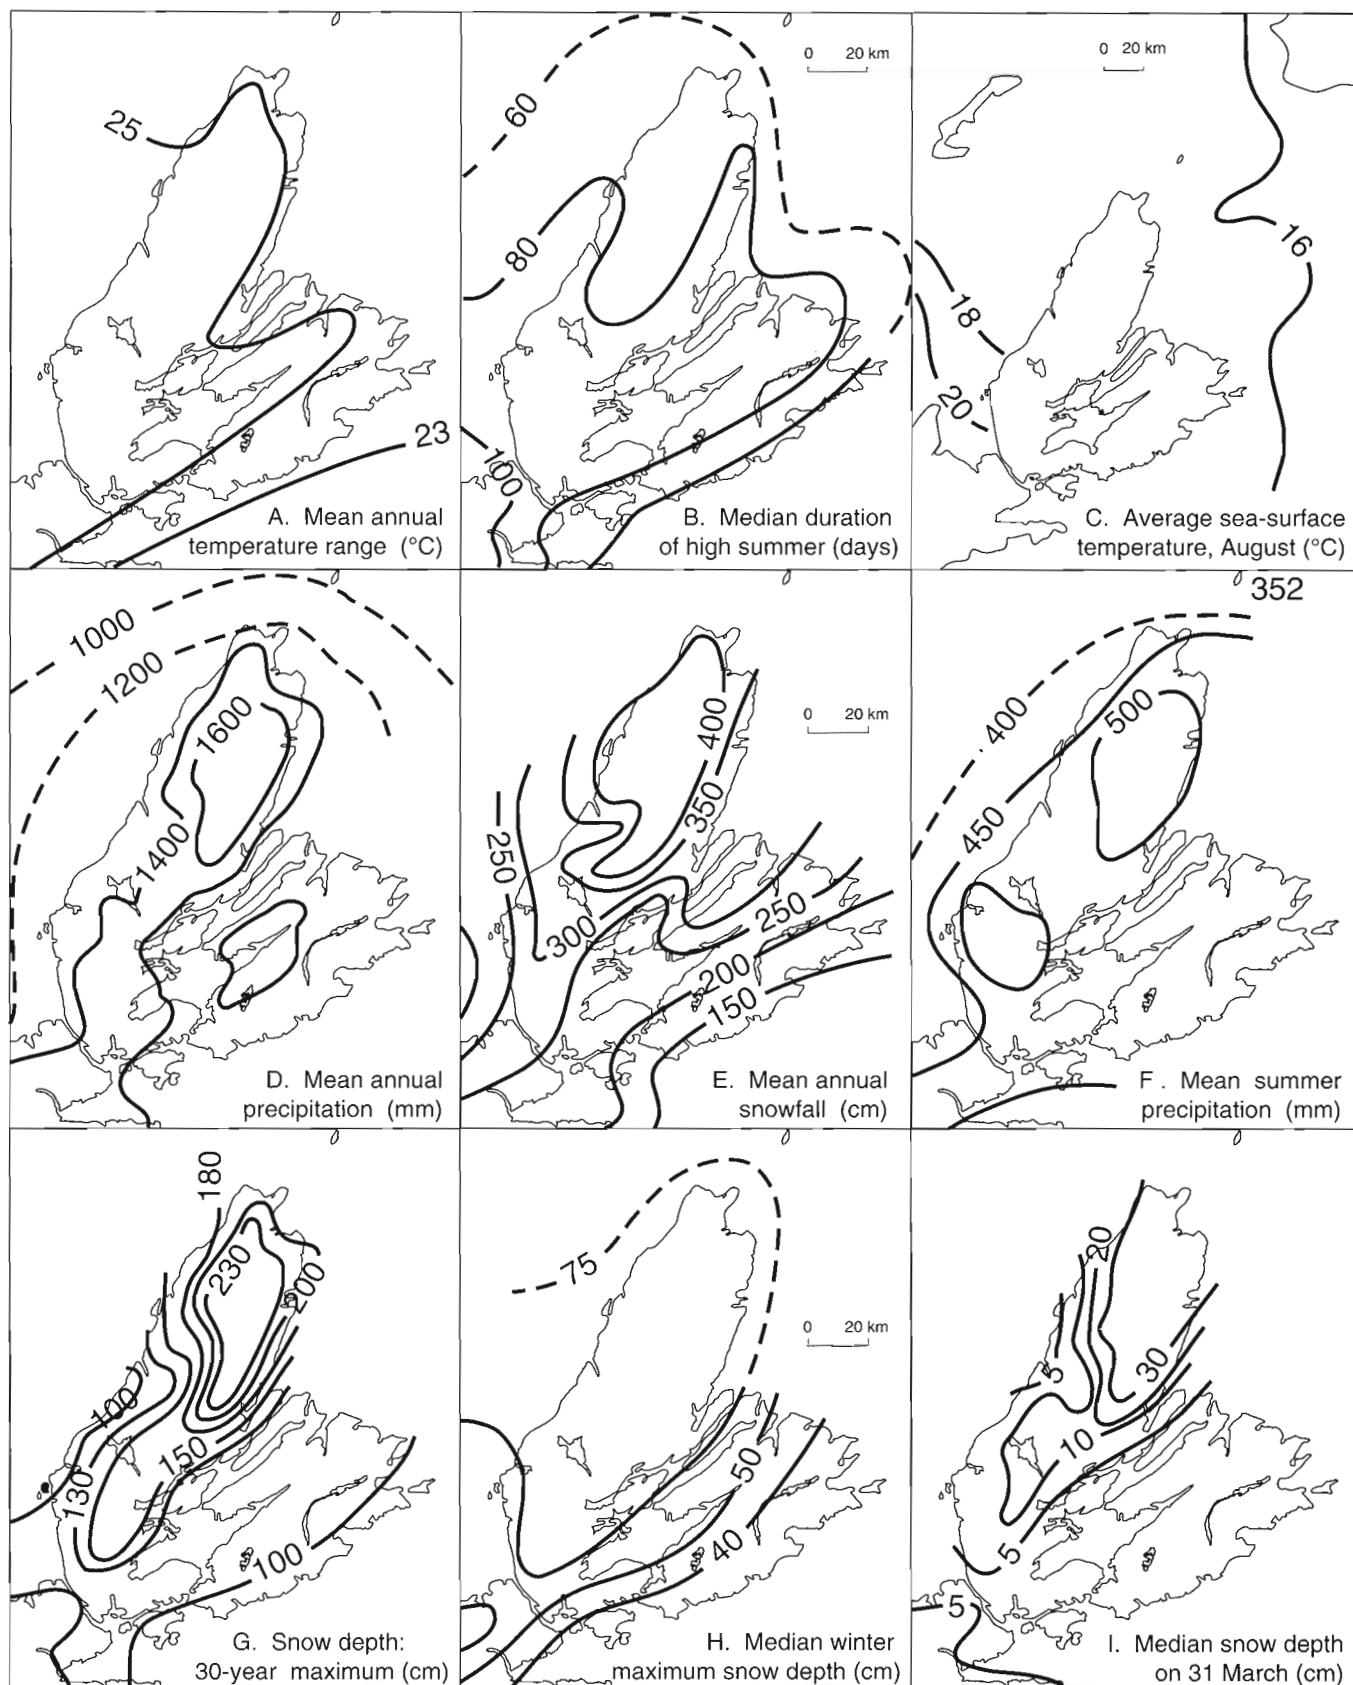 25
23
A. Mean annual
temperature range (°C)
0 20 km
60
80
100
B. Median duration
of high summer (days)
0 20 km
16
18
20
C. Average sea-surface
temperature, August (°C)
1000
1200
1600
1400
D. Mean annual
precipitation (mm)
400
0 20 km
350
250
300
250
200
150
E. Mean annual
snowfall (cm)
352
400
500
450
F. Mean summer
precipitation (mm)
180
230
200
100
150
130
100
G. Snow depth:
30-year maximum (cm)
75
0 20 km
50
40
H. Median winter
maximum snow depth (cm)
20
5
30
10
5
5
I. Median snow depth
on 31 March (cm)